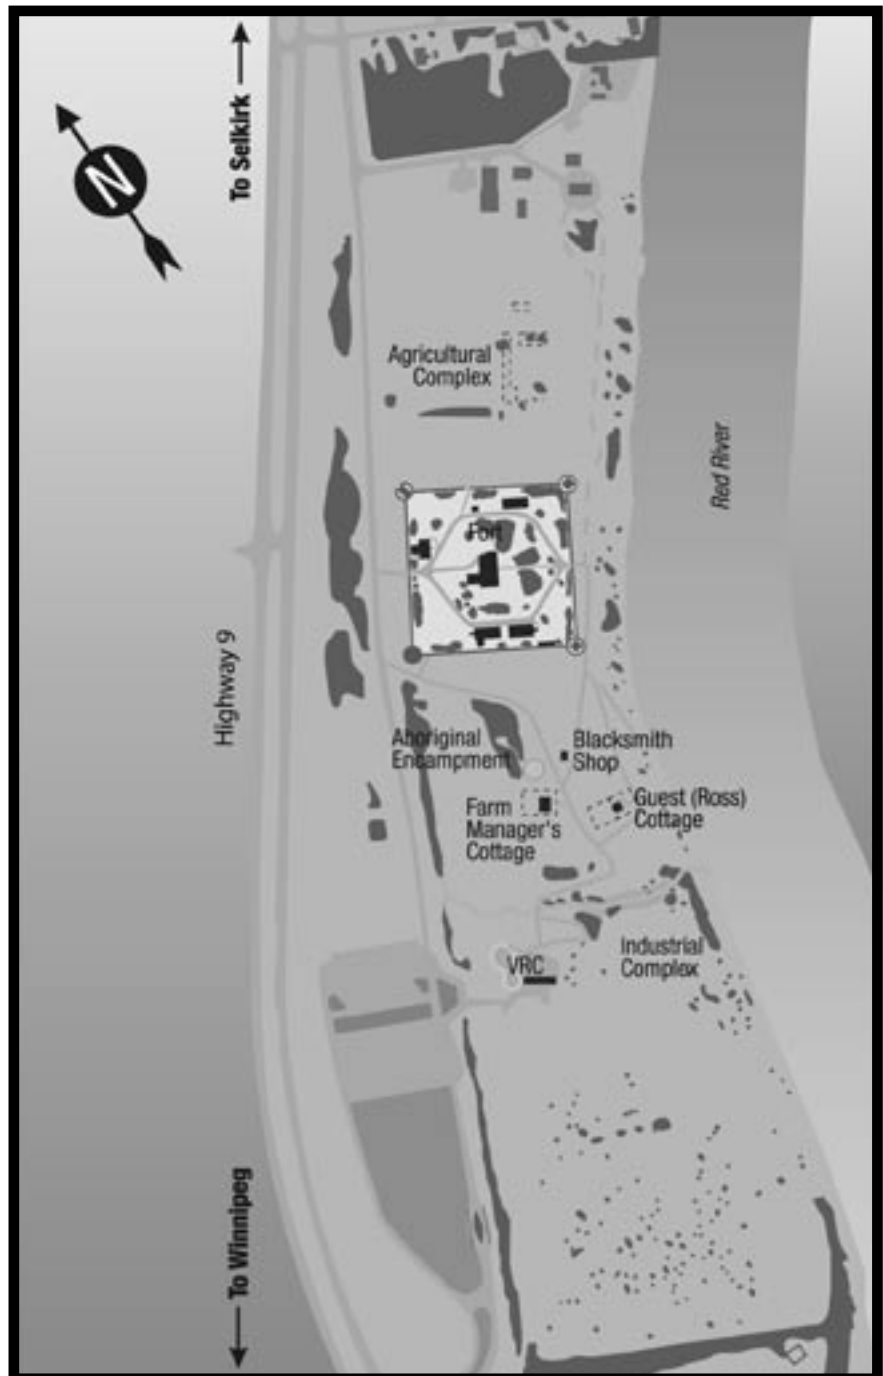 To Selkirk
N
Agricultural
Complex
Red River
Fort
Highway 9
Aboriginal
Encampment
Blacksmith
Shop
Farm
Manager's
Cottage
Guest (Ross)
Cottage
VRC
Industrial
Complex
To Winnipeg